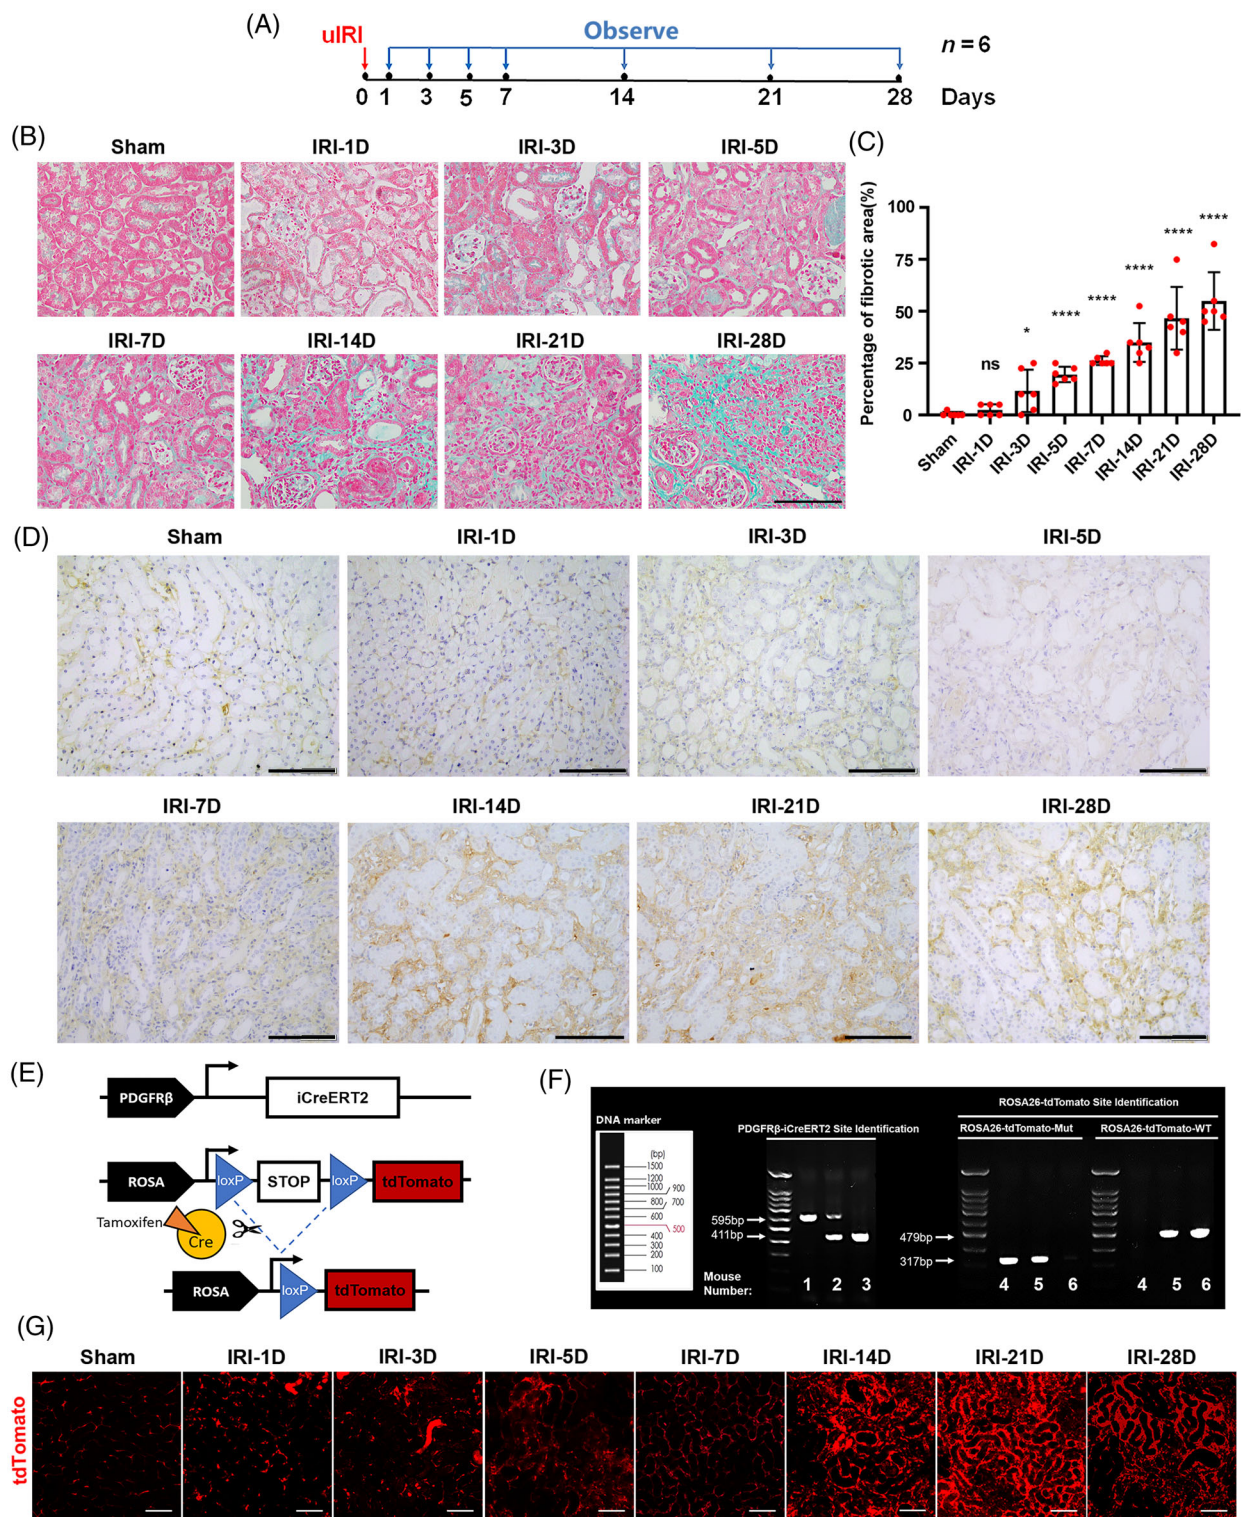 (A)
uIRI
Observe
n = 6
0 1 3 5 7 14 21 28 Days
(B)
Sham IRI-1D IRI-3D IRI-5D
IRI-7D IRI-14D IRI-21D IRI-28D
(C)
Percentage of fibrotic area(%)
100
75
50
25
0
ns
*
****
****
****
****
****
Sham
IRI-1D
IRI-3D
IRI-5D
IRI-7D
IRI-14D
IRI-21D
IRI-28D
(D)
Sham IRI-1D IRI-3D IRI-5D
IRI-7D IRI-14D IRI-21D IRI-28D
(E)
PDGFRβ iCreERT2
ROSA loxP STOP loxP tdTomato
Tamoxifen
Cre
ROSA loxP tdTomato
(F)
DNA marker
(bp)
1500
1200
1000
900
800
700
600
500
400
300
200
100
PDGFRβ-iCreERT2 Site Identification
595bp
411bp
Mouse
Number:
1 2 3
ROSA26-tdTomato Site Identification
ROSA26-tdTomato-Mut ROSA26-tdTomato-WT
479bp
317bp
4 5 6 4 5 6
(G)
Sham IRI-1D IRI-3D IRI-5D IRI-7D IRI-14D IRI-21D IRI-28D
tdTomato